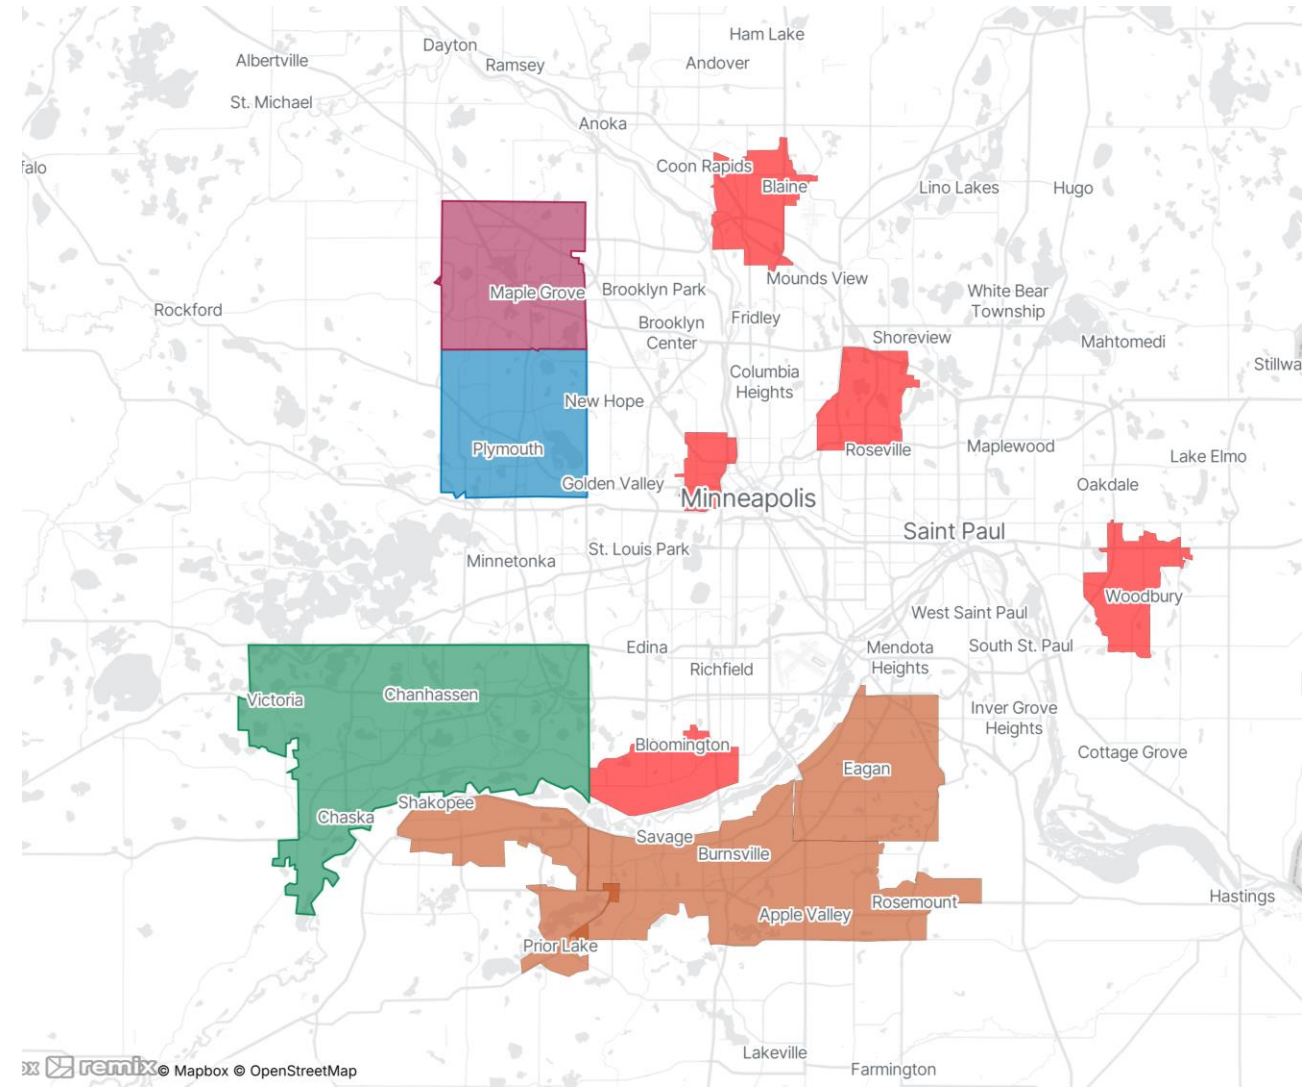 Ham Lake
Dayton
Albertville
Ramsey
Andover
St. Michael
Anoka
falo
Coon Rapids
Blaine
Lino Lakes
Hugo
Maple Grove
Brooklyn Park
Mounds View
White Bear
Township
Rockford
Brooklyn
Center
Fridley
Shoreview
Mahtomedi
Stillwa
Columbia
Heights
New Hope
Plymouth
Roseville
Maplewood
Lake Elmo
Golden Valley
Oakdale
Minneapolis
Saint Paul
St. Louis Park
Minnetonka
Woodbury
West Saint Paul
Edina
Mendota
Heights
South St. Paul
Richfield
Victoria
Chanhassen
Inver Grove
Heights
Bloomington
Cottage Grove
Eagan
Shakopee
Chaska
Savage
Burnsville
Hastings
Rosemount
Apple Valley
Prior Lake
Lakeville
Farmington
ox remix © Mapbox © OpenStreetMap